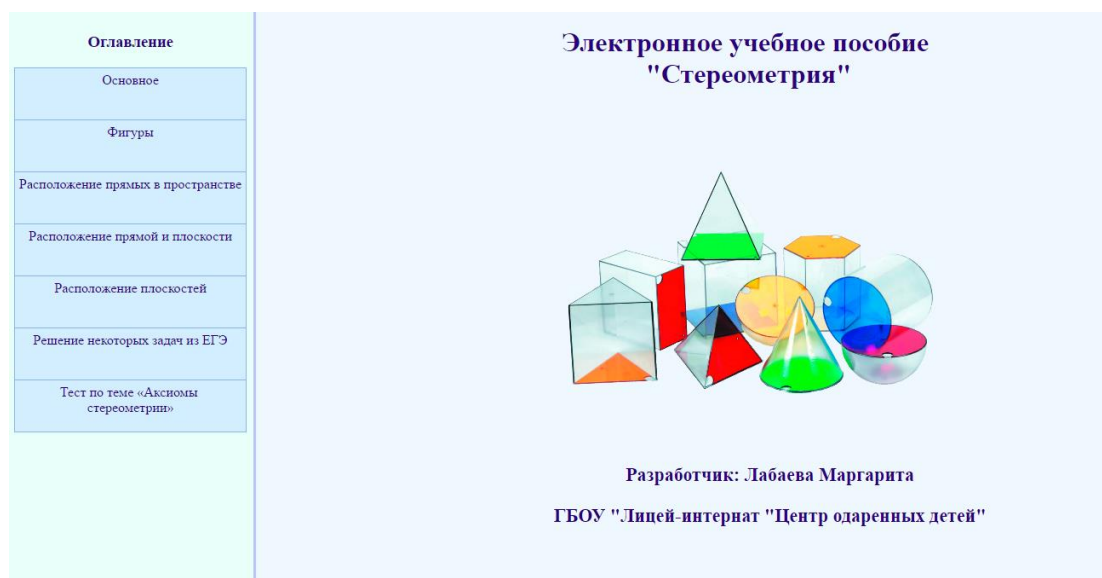 Оглавление
Основное
Фигуры
Расположение прямых в пространстве
Расположение прямой и плоскости
Расположение плоскостей
Решение некоторых задач из ЕГЭ
Тест по теме «Аксиомы
стереометрии»
Электронное учебное пособие
"Стереометрия"
Разработчик: Лабаева Маргарита
ГБОУ "Лицей-интернат "Центр одаренных детей"